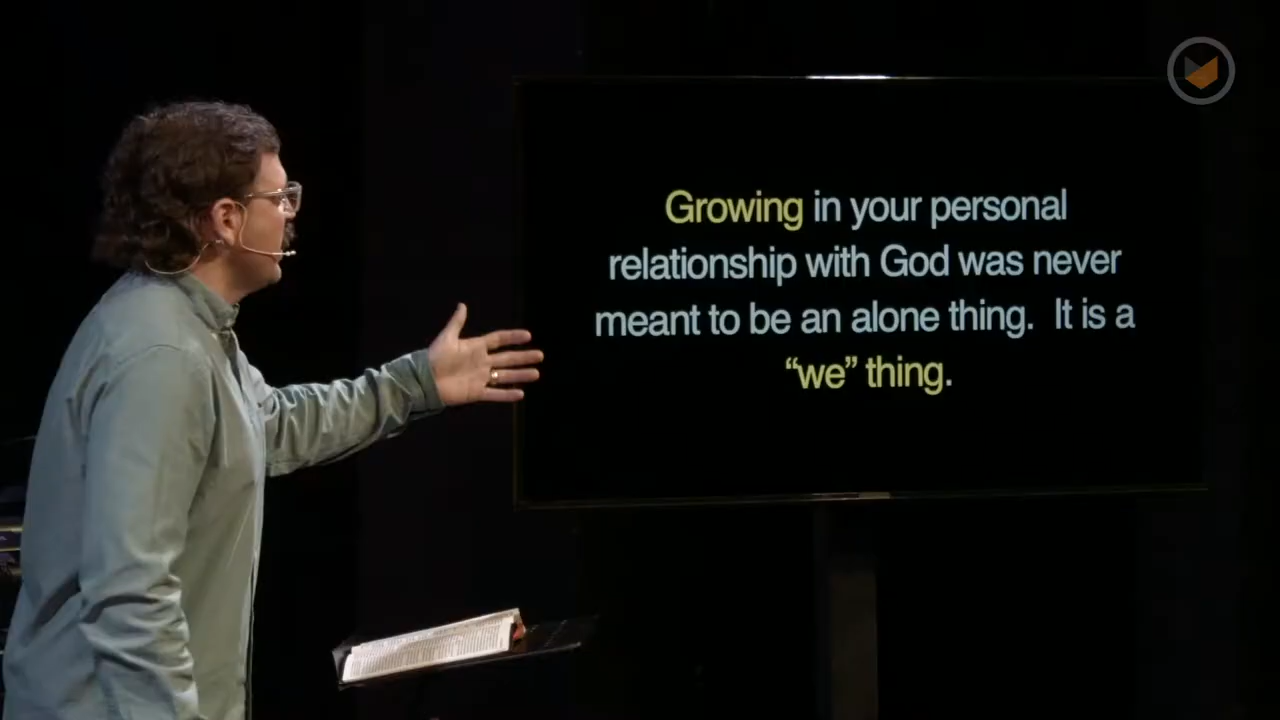 Growing in your personal
relationship with God was never
meant to be an alone thing.  It is a
“we” thing.